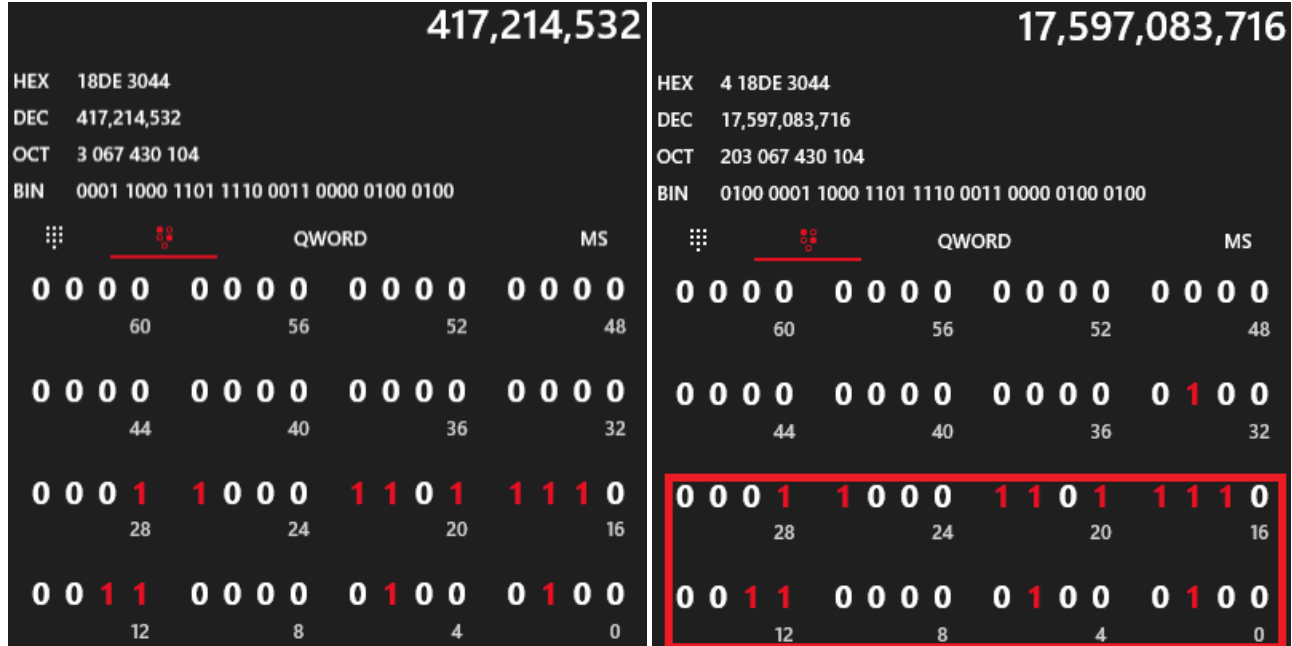 417,214,532
HEX 18DE 3044
DEC 417,214,532
OCT 3 067 430 104
BIN 0001 1000 1101 1110 0011 0000 0100 0100
QWORD MS
0 0 0 0 0 0 0 0 0 0 0 0 0 0 0 0
60 56 52 48
0 0 0 0 0 0 0 0 0 0 0 0 0 0 0 0
44 40 36 32
0 0 0 1 1 0 0 0 1 1 0 1 1 1 1 0
28 24 20 16
0 0 1 1 0 0 0 0 0 1 0 0 0 1 0 0
12 8 4 0
17,597,083,716
HEX 4 18DE 3044
DEC 17,597,083,716
OCT 203 067 430 104
BIN 0100 0001 1000 1101 1110 0011 0000 0100 0100
QWORD MS
0 0 0 0 0 0 0 0 0 0 0 0 0 0 0 0
60 56 52 48
0 0 0 0 0 0 0 0 0 0 0 0 0 1 0 0
44 40 36 32
0 0 0 1 1 0 0 0 1 1 0 1 1 1 1 0
28 24 20 16
0 0 1 1 0 0 0 0 0 1 0 0 0 1 0 0
12 8 4 0